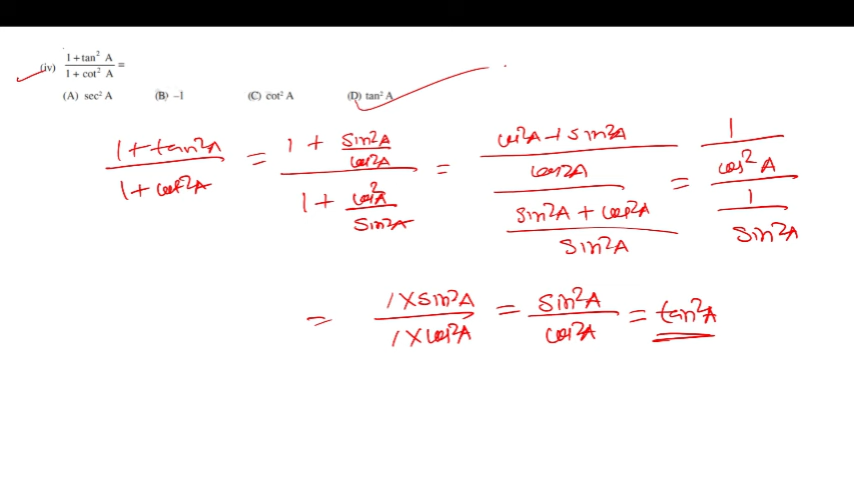 (iv) (1 + tan² A)/(1 + cot² A) =
(A) sec² A (B) –1 (C) cot² A (D) tan² A
(1 + tan²A)/(1 + cot²A) = (1 + sin²A/cos²A)/(1 + cos²A/sin²A) = ((cos²A + sin²A)/cos²A)/((sin²A + cos²A)/sin²A) = (1/cos²A)/(1/sin²A)
= (1 × sin²A)/(1 × cos²A) = sin²A/cos²A = tan²A